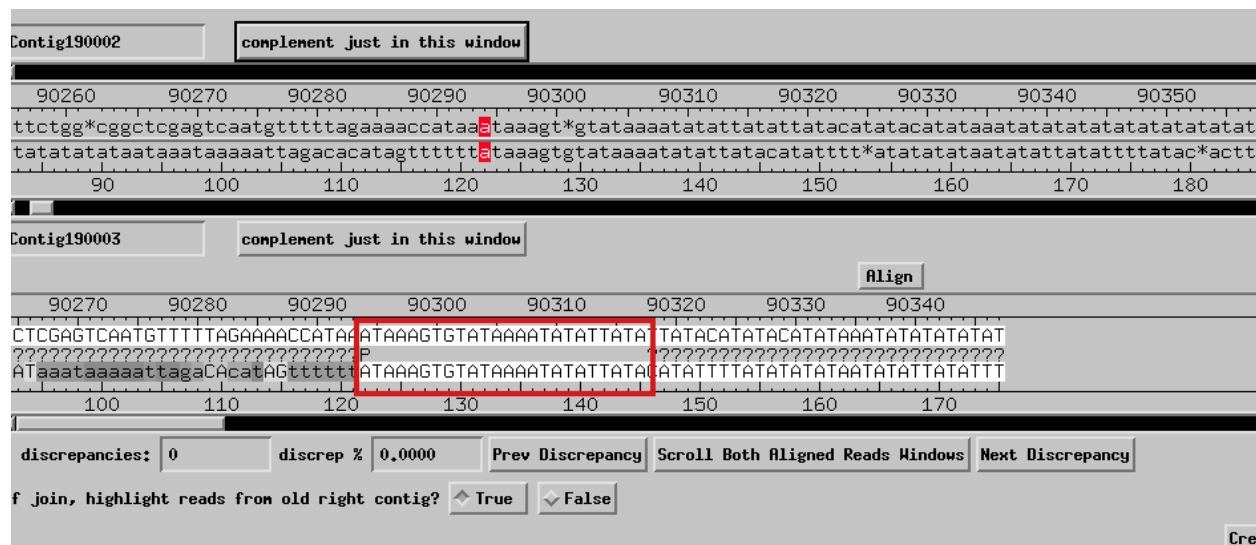 Contig190002 complement just in this window
90260 90270 90280 90290 90300 90310 90320 90330 90340 90350
ttctgg*cggctcgagtcaatgtttttagaaaaccataaataaagt*gtataaaatatattatattatacatatacatataaatatatatatatatatatatat
tatatatataataaataaaaattagacacatagttttttataaagtgtataaaatatattatacatatttt*atatatataatatattatattttatac*actt
90 100 110 120 130 140 150 160 170 180
Contig190003 complement just in this window
Align
90270 90280 90290 90300 90310 90320 90330 90340
CTCGAGTCAATGTTTTTAGAAAACCATAAATAAAGTGTATAAAATATATTATATTATACATATACATATAAATATATATATAT
?????????????????????????????P ??????????????????????????????
ATaaataaaaattagaCAcatAGttttttATAAAGTGTATAAAATATATTATACATATTTTATATATATAATATATTATATTT
100 110 120 130 140 150 160 170
discrepancies: 0 discrep % 0.0000 Prev Discrepancy Scroll Both Aligned Reads Windows Next Discrepancy
f join, highlight reads from old right contig? True False
Cre